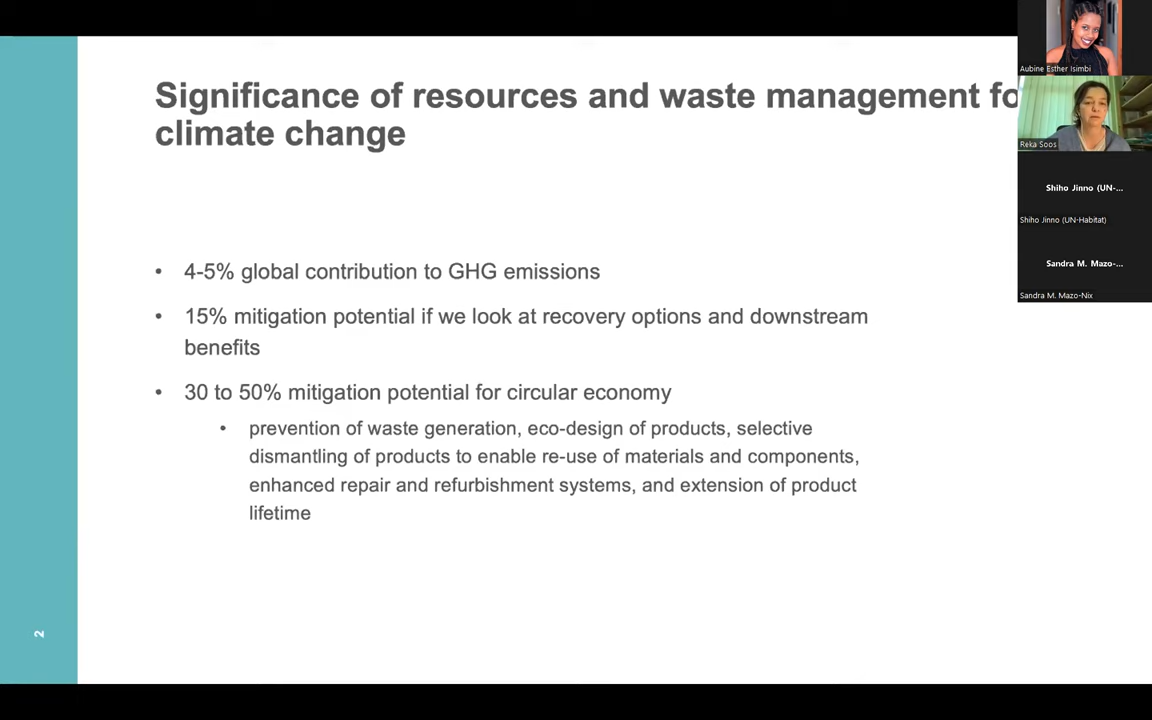 Significance of resources and waste management fo
climate change
• 4-5% global contribution to GHG emissions
• 15% mitigation potential if we look at recovery options and downstream
benefits
• 30 to 50% mitigation potential for circular economy
• prevention of waste generation, eco-design of products, selective
dismantling of products to enable re-use of materials and components,
enhanced repair and refurbishment systems, and extension of product
lifetime
2
Aubine Esther Isimbi
Reka Soos
Shiho Jinno (UN-...
Shiho Jinno (UN-Habitat)
Sandra M. Mazo-...
Sandra M. Mazo-Nix